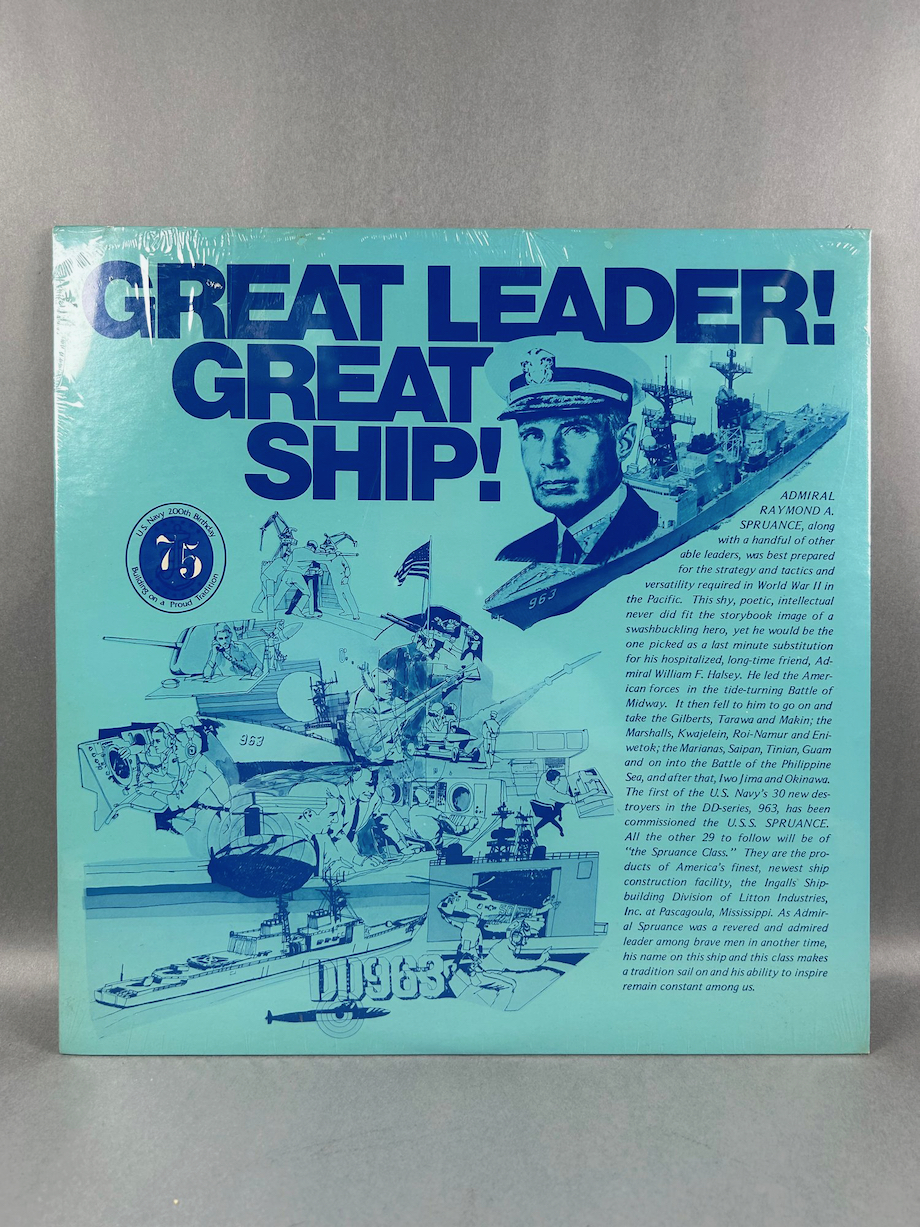 GREAT LEADER!
GREAT
SHIP!
U.S. Navy 200th Birthday
75
Building on a Proud Tradition
963
ADMIRAL
RAYMOND A.
SPRUANCE, along
with a handful of other
able leaders, was best prepared
for the strategy and tactics and
versatility required in World War II in
the Pacific. This shy, poetic, intellectual
never did fit the storybook image of a
swashbuckling hero, yet he would be the
one picked as a last minute substitution
for his hospitalized, long-time friend, Ad-
miral William F. Halsey. He led the Amer-
ican forces in the tide-turning Battle of
Midway. It then fell to him to go on and
take the Gilberts, Tarawa and Makin; the
Marshalls, Kwajelein, Roi-Namur and Eni-
wetok; the Marianas, Saipan, Tinian, Guam
and on into the Battle of the Philippine
Sea, and after that, Iwo Jima and Okinawa.
The first of the U.S. Navy's 30 new des-
troyers in the DD-series, 963, has been
commissioned the U.S.S. SPRUANCE.
All the other 29 to follow will be of
"the Spruance Class." They are the pro-
ducts of America's finest, newest ship
construction facility, the Ingalls Ship-
building Division of Litton Industries,
Inc. at Pascagoula, Mississippi. As Admir-
al Spruance was a revered and admired
leader among brave men in another time,
his name on this ship and this class makes
a tradition sail on and his ability to inspire
remain constant among us.
963
DD963